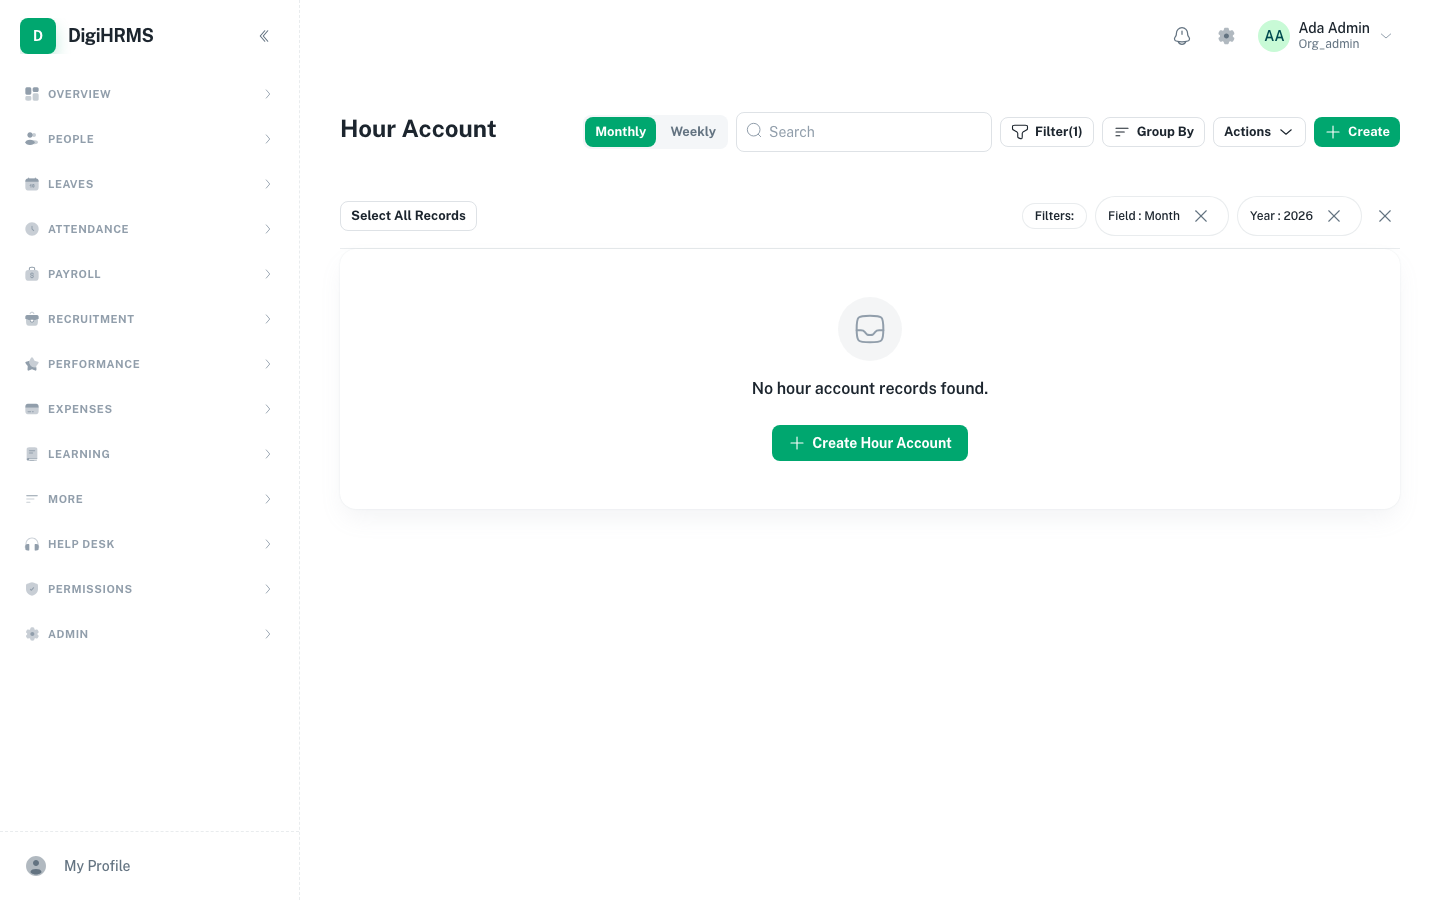 D
DigiHRMS
OVERVIEW
PEOPLE
LEAVES
ATTENDANCE
PAYROLL
RECRUITMENT
PERFORMANCE
EXPENSES
LEARNING
MORE
HELP DESK
PERMISSIONS
ADMIN
My Profile
AA
Ada Admin
Org_admin
Hour Account
Monthly
Weekly
Search
Filter(1)
Group By
Actions
Create
Select All Records
Filters:
Field : Month
Year : 2026
No hour account records found.
Create Hour Account